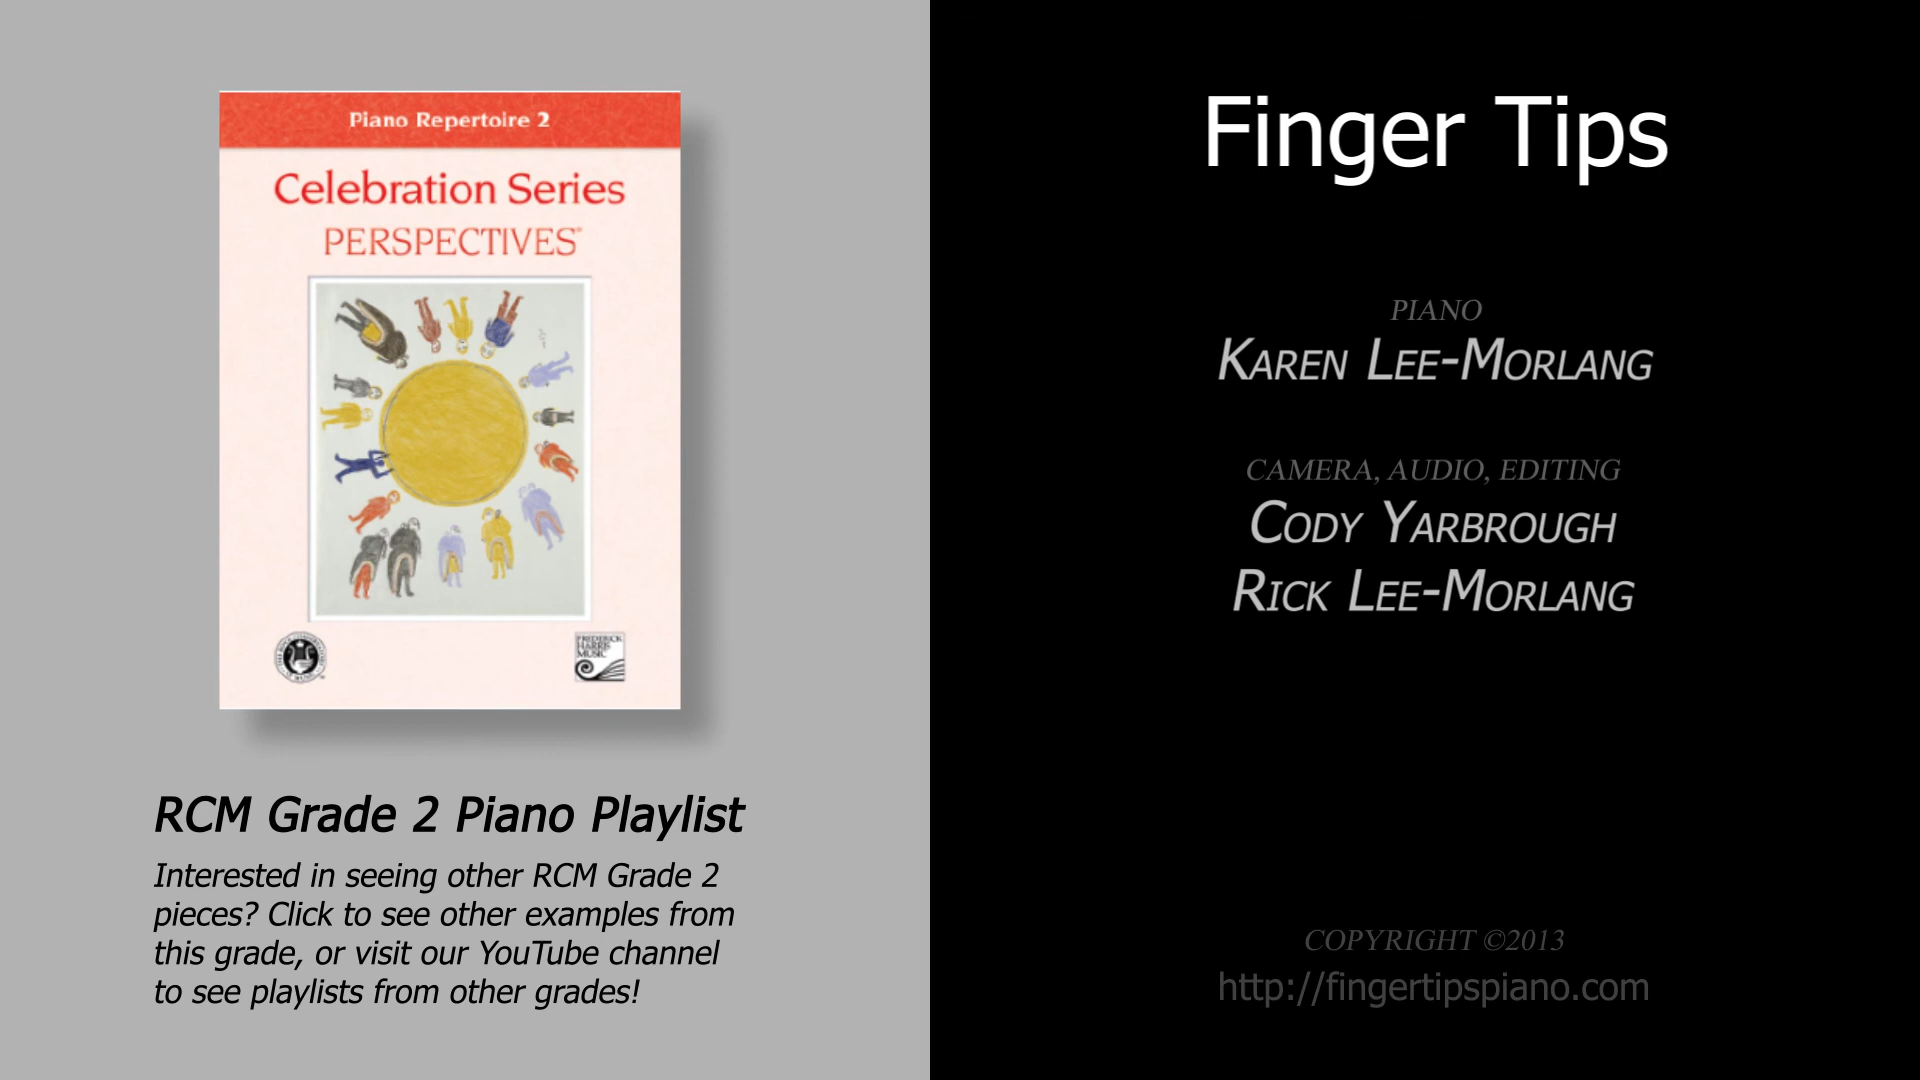 Piano Repertoire 2
Celebration Series
PERSPECTIVES®
FREDERICK
HARRIS
MUSIC
RCM Grade 2 Piano Playlist
Interested in seeing other RCM Grade 2
pieces? Click to see other examples from
this grade, or visit our YouTube channel
to see playlists from other grades!
Finger Tips
PIANO
KAREN LEE-MORLANG
CAMERA, AUDIO, EDITING
CODY YARBROUGH
RICK LEE-MORLANG
COPYRIGHT ©2013
http://fingertipspiano.com